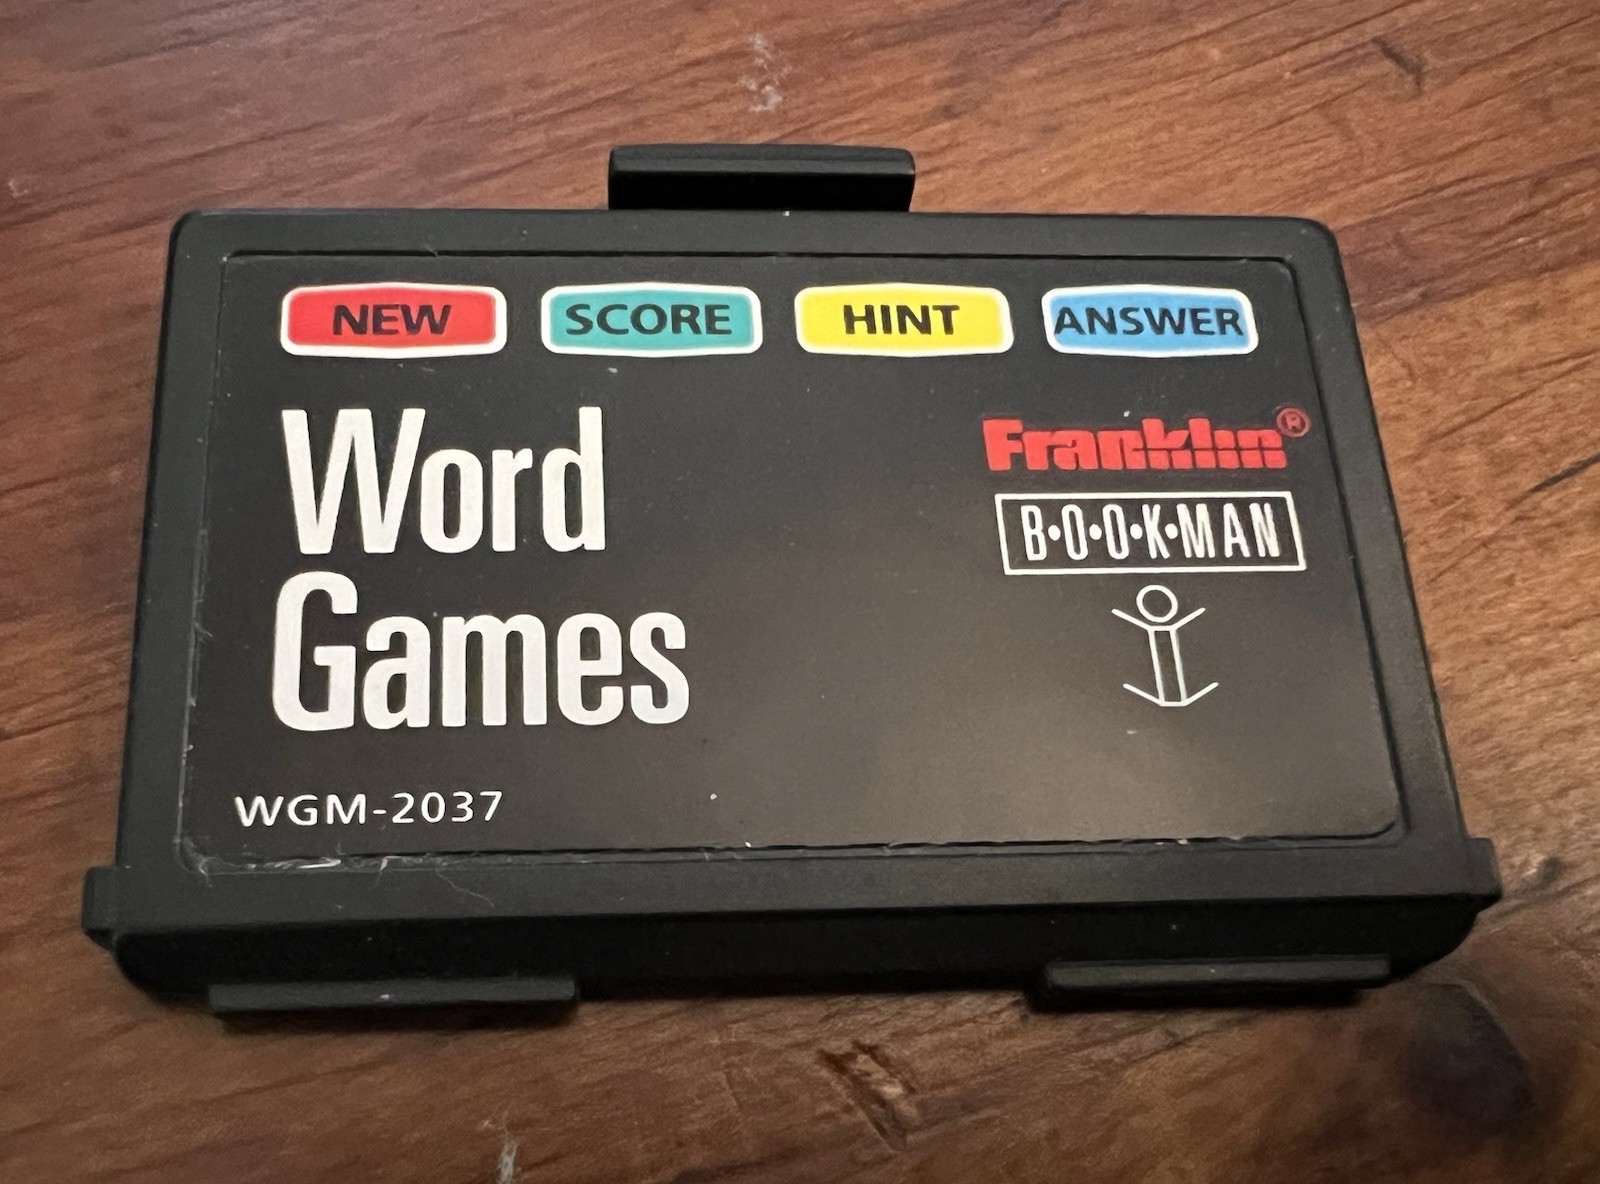 NEW SCORE HINT ANSWER
Word
Games
Franklin®
B•O•O•K•MAN
WGM-2037